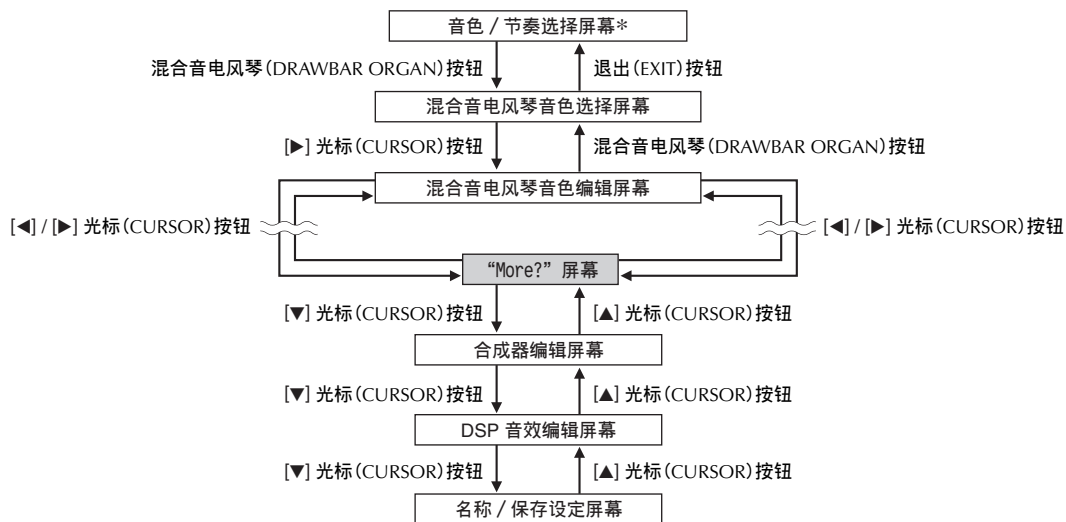 音色 / 节奏选择屏幕*
混合音电风琴(DRAWBAR ORGAN)按钮
退出(EXIT)按钮
混合音电风琴音色选择屏幕
[▶] 光标(CURSOR)按钮
混合音电风琴(DRAWBAR ORGAN)按钮
混合音电风琴音色编辑屏幕
[◀] / [▶] 光标(CURSOR)按钮
[◀] / [▶] 光标(CURSOR)按钮
“More?” 屏幕
[▼] 光标(CURSOR)按钮
[▲] 光标(CURSOR)按钮
合成器编辑屏幕
[▼] 光标(CURSOR)按钮
[▲] 光标(CURSOR)按钮
DSP 音效编辑屏幕
[▼] 光标(CURSOR)按钮
[▲] 光标(CURSOR)按钮
名称 / 保存设定屏幕